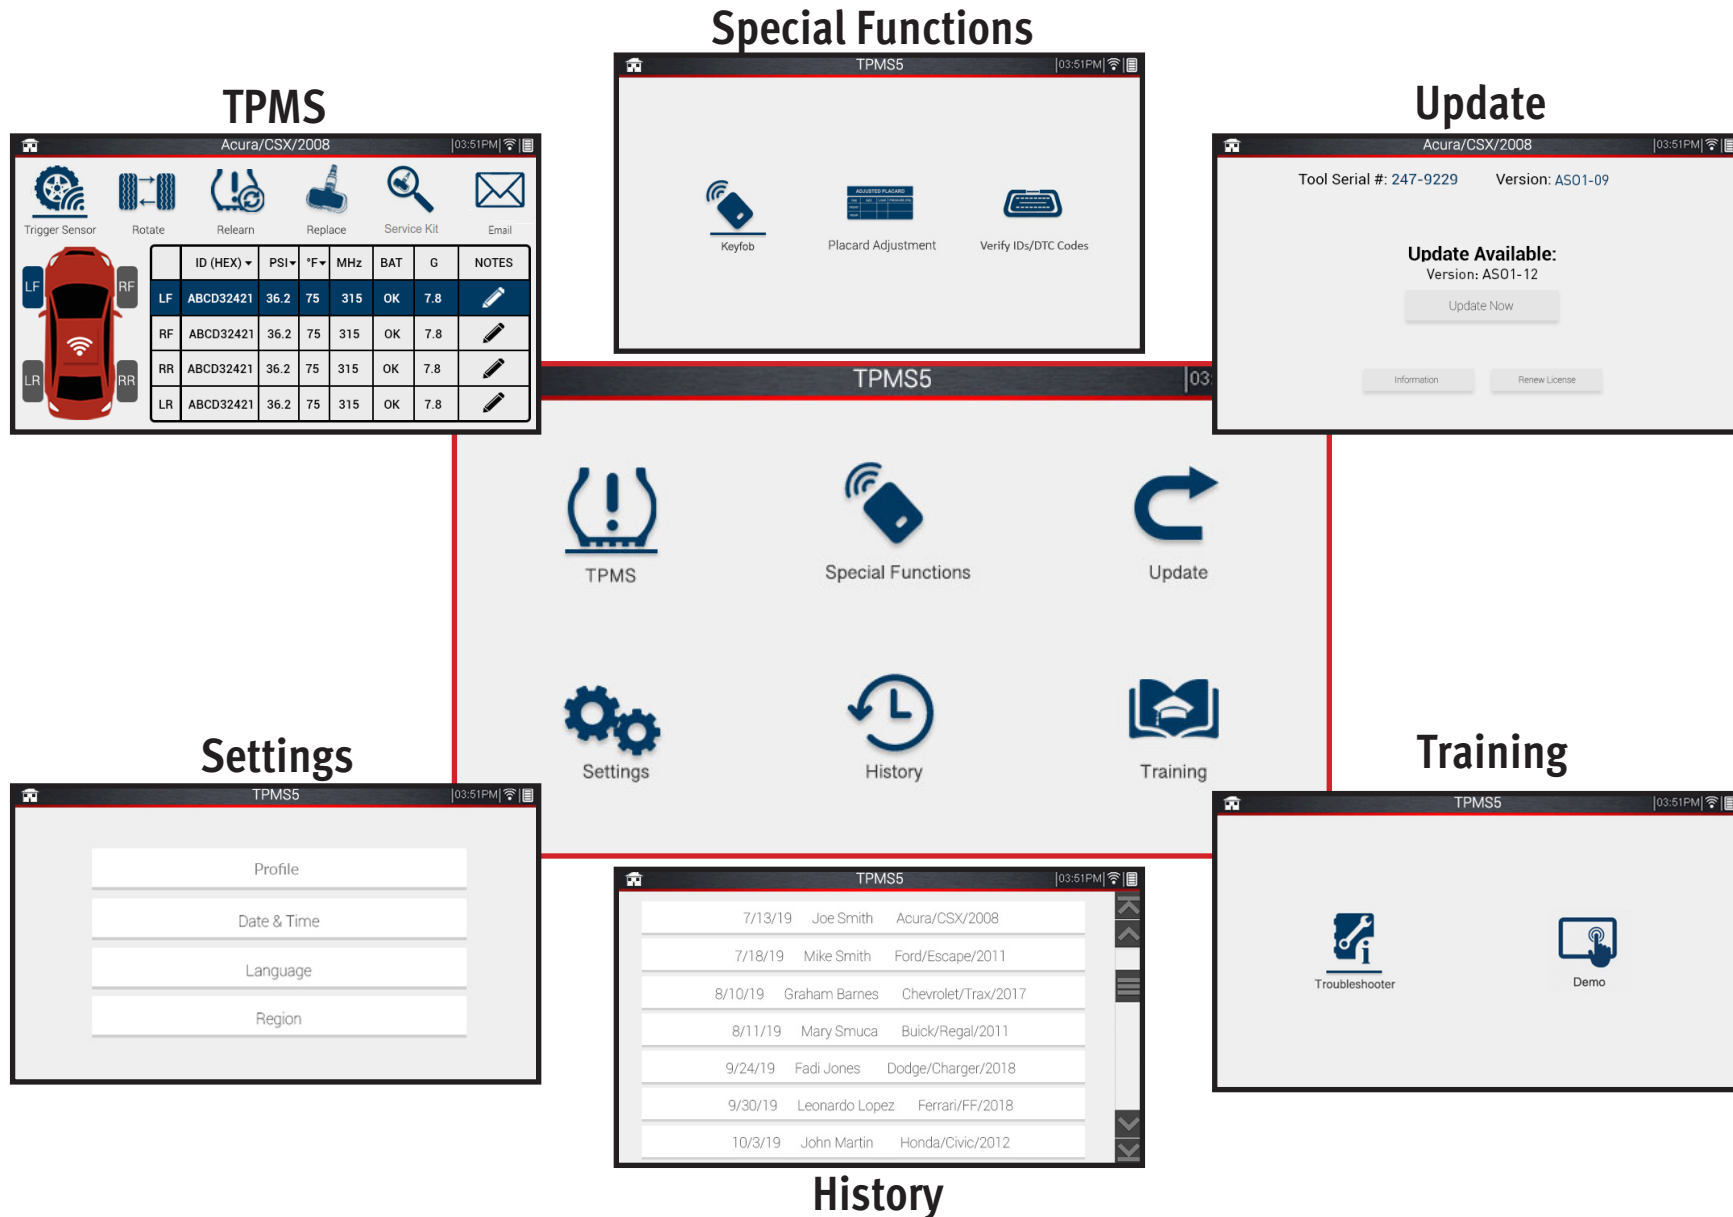 Special Functions
TPMS5 |03:51PM|
Keyfob
ADJUSTED PLACARD
Placard Adjustment
Verify IDs/DTC Codes
TPMS
Acura/CSX/2008 |03:51PM|
Trigger Sensor Rotate Relearn Replace Service Kit Email
LF RF LR RR
ID (HEX) PSI °F MHz BAT G NOTES
LF ABCD32421 36.2 75 315 OK 7.8
RF ABCD32421 36.2 75 315 OK 7.8
RR ABCD32421 36.2 75 315 OK 7.8
LR ABCD32421 36.2 75 315 OK 7.8
Update
Acura/CSX/2008 |03:51PM|
Tool Serial #: 247-9229 Version: AS01-09
Update Available:
Version: AS01-12
Update Now
Information Renew License
TPMS5 |03:
TPMS Special Functions Update
Settings History Training
Settings
TPMS5 |03:51PM|
Profile
Date & Time
Language
Region
TPMS5 |03:51PM|
7/13/19 Joe Smith Acura/CSX/2008
7/18/19 Mike Smith Ford/Escape/2011
8/10/19 Graham Barnes Chevrolet/Trax/2017
8/11/19 Mary Smuca Buick/Regal/2011
9/24/19 Fadi Jones Dodge/Charger/2018
9/30/19 Leonardo Lopez Ferrari/FF/2018
10/3/19 John Martin Honda/Civic/2012
History
Training
TPMS5 |03:51PM|
Troubleshooter Demo